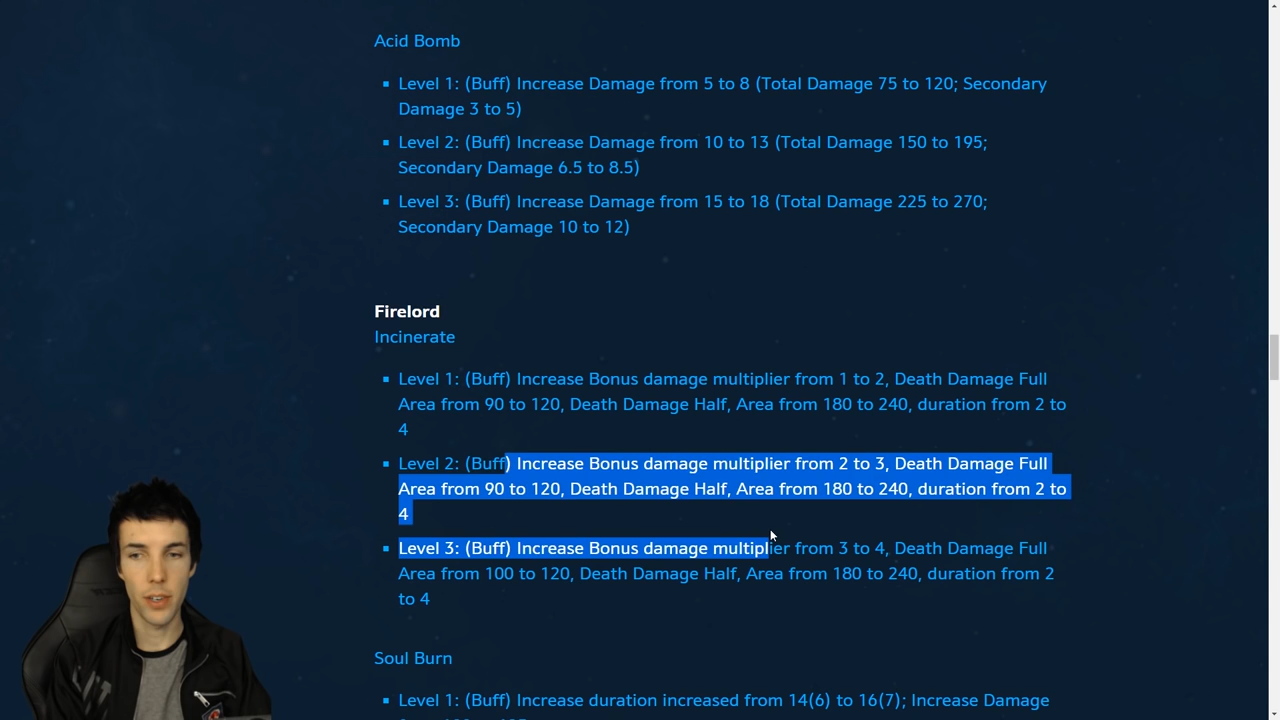 Acid Bomb
Level 1: (Buff) Increase Damage from 5 to 8 (Total Damage 75 to 120; Secondary
Damage 3 to 5)
Level 2: (Buff) Increase Damage from 10 to 13 (Total Damage 150 to 195;
Secondary Damage 6.5 to 8.5)
Level 3: (Buff) Increase Damage from 15 to 18 (Total Damage 225 to 270;
Secondary Damage 10 to 12)
Firelord
Incinerate
Level 1: (Buff) Increase Bonus damage multiplier from 1 to 2, Death Damage Full
Area from 90 to 120, Death Damage Half, Area from 180 to 240, duration from 2 to
4
Level 2: (Buff) Increase Bonus damage multiplier from 2 to 3, Death Damage Full
Area from 90 to 120, Death Damage Half, Area from 180 to 240, duration from 2 to
4
Level 3: (Buff) Increase Bonus damage multiplier from 3 to 4, Death Damage Full
Area from 100 to 120, Death Damage Half, Area from 180 to 240, duration from 2
to 4
Soul Burn
Level 1: (Buff) Increase duration increased from 14(6) to 16(7); Increase Damage